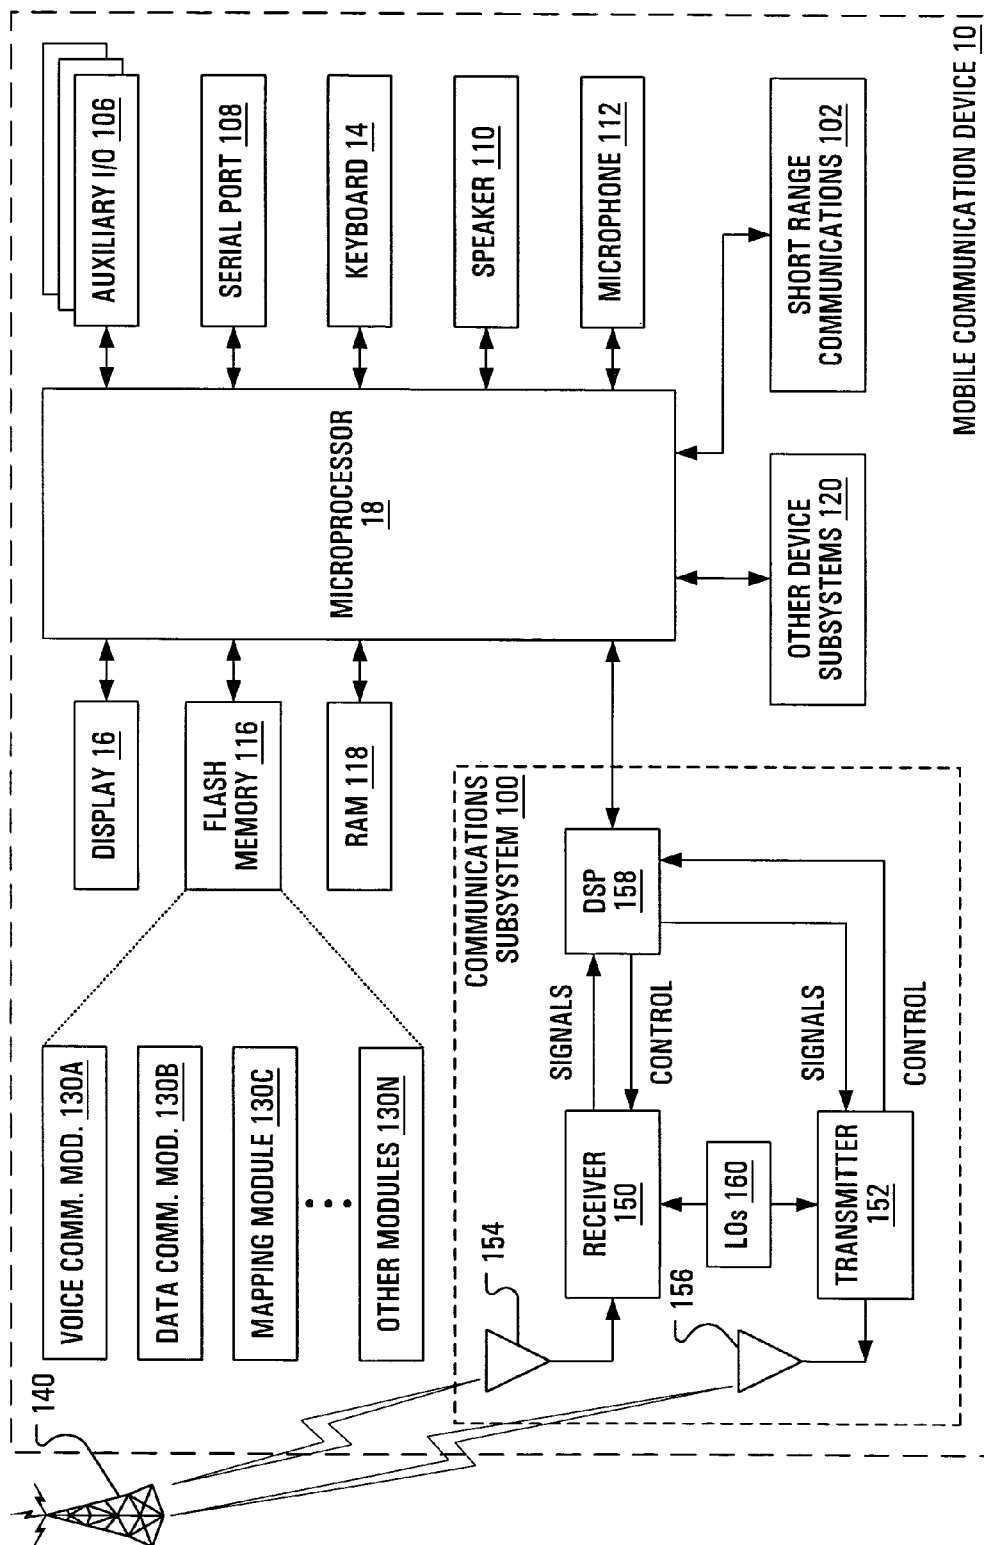 140
VOICE COMM. MOD. 130A
DATA COMM. MOD. 130B
MAPPING MODULE 130C
OTHER MODULES 130N
DISPLAY 16
FLASH
MEMORY 116
RAM 118
MICROPROCESSOR
18
AUXILIARY I/O 106
SERIAL PORT 108
KEYBOARD 14
SPEAKER 110
MICROPHONE 112
COMMUNICATIONS
SUBSYSTEM 100
154
RECEIVER
150
SIGNALS
CONTROL
DSP
158
LOs 160
156
TRANSMITTER
152
SIGNALS
CONTROL
OTHER DEVICE
SUBSYSTEMS 120
SHORT RANGE
COMMUNICATIONS 102
MOBILE COMMUNICATION DEVICE 10